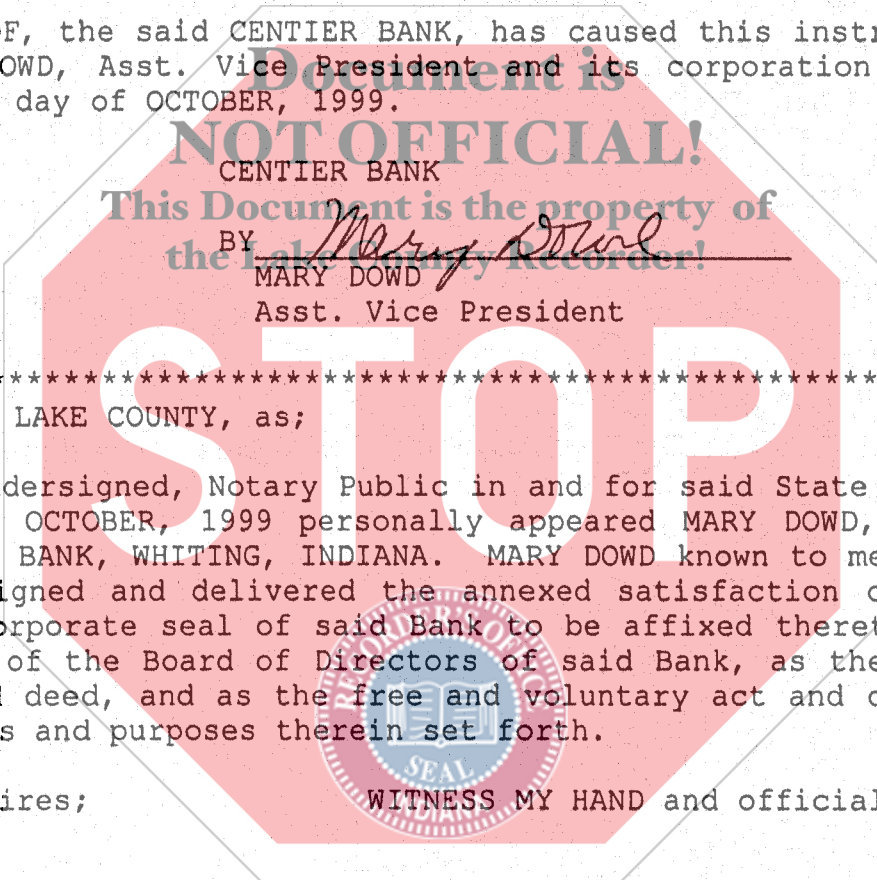 F, the said CENTIER BANK, has caused this instr
OWD, Asst. Vice President and its corporation
day of OCTOBER, 1999.
Document is
NOT OFFICIAL!
This Document is the property of
the Lake County Recorder!
CENTIER BANK
BY Mary Dowd
MARY DOWD
Asst. Vice President
STOP
*****************************************************
LAKE COUNTY, as;
dersigned, Notary Public in and for said State
OCTOBER, 1999 personally appeared MARY DOWD,
BANK, WHITING, INDIANA. MARY DOWD known to me
igned and delivered the annexed satisfaction o
orporate seal of said Bank to be affixed theret
of the Board of Directors of said Bank, as the
d deed, and as the free and voluntary act and d
s and purposes therein set forth.
RECORDER'S OFFICE
SEAL
INDIANA
ires; WITNESS MY HAND and official